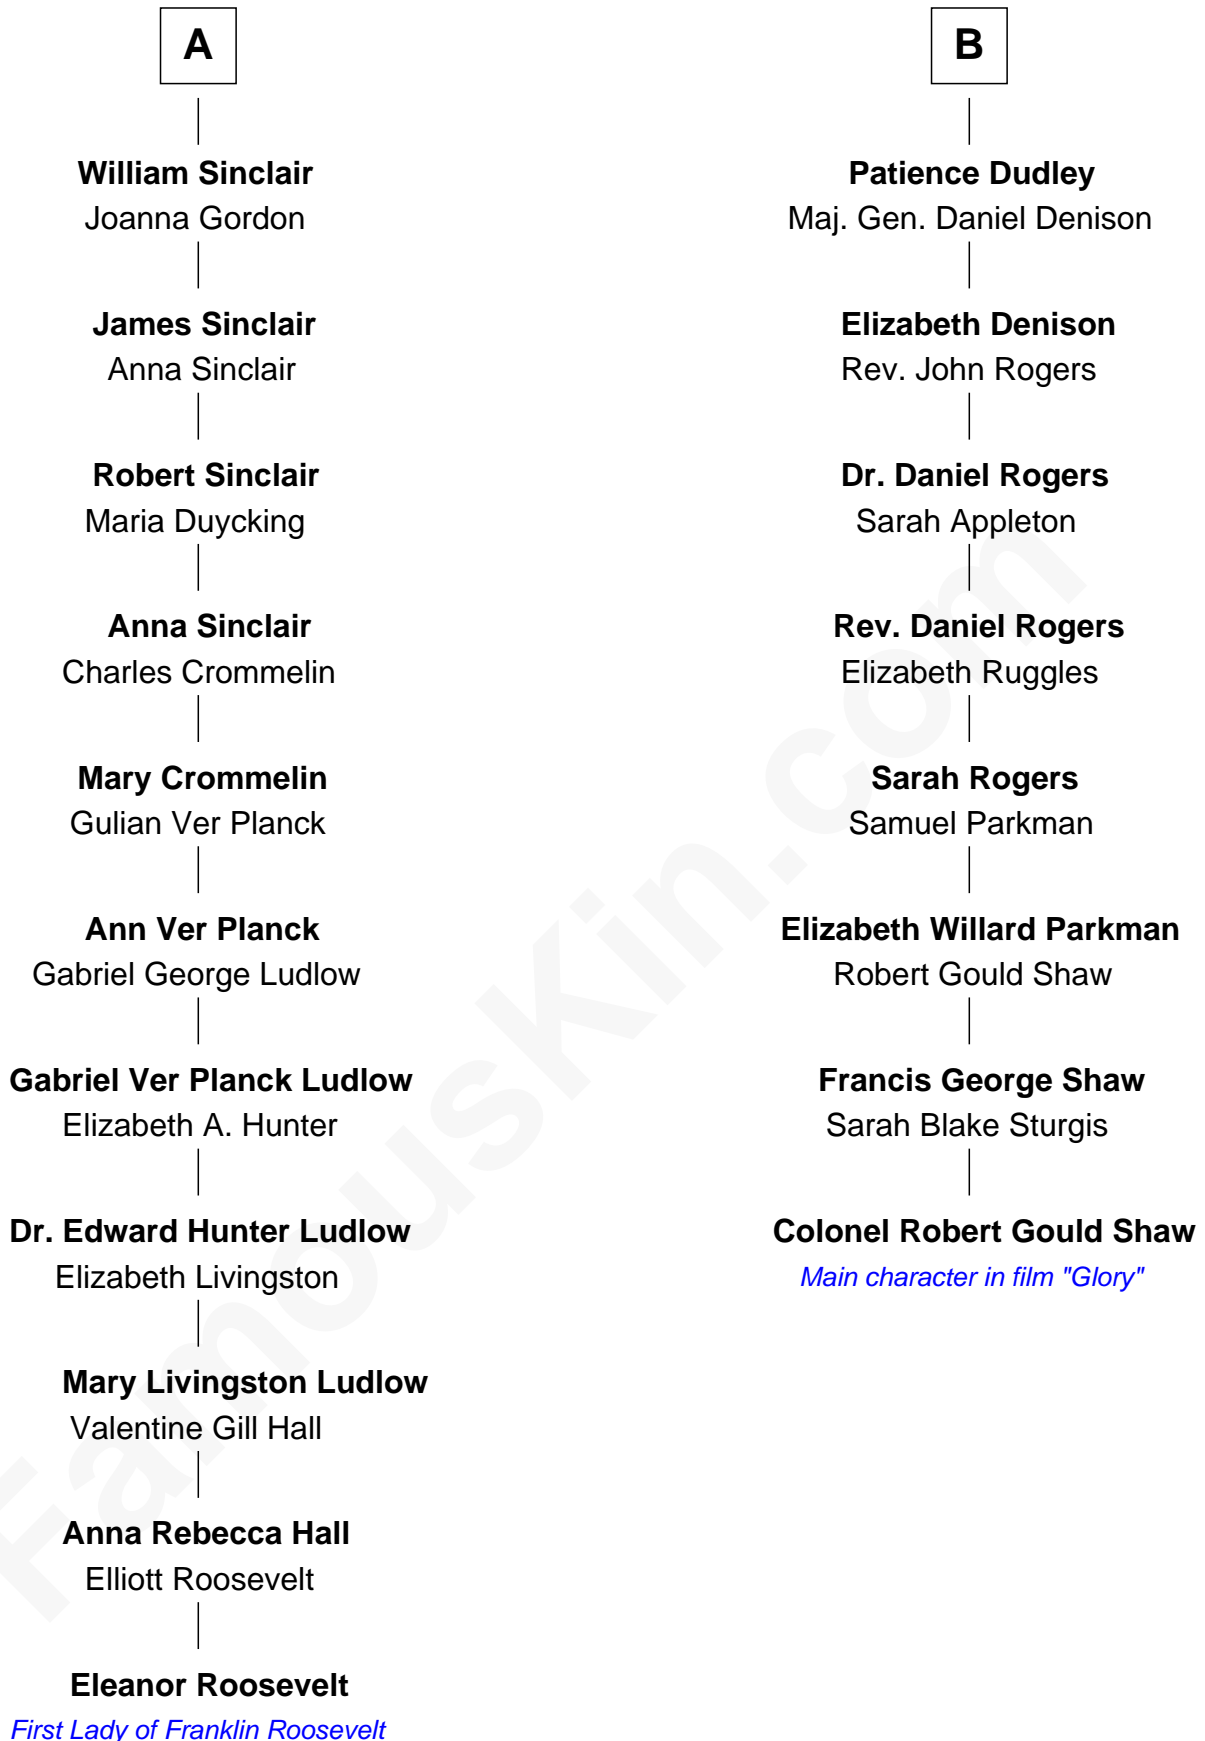 A
William Sinclair
Joanna Gordon
James Sinclair
Anna Sinclair
Robert Sinclair
Maria Duycking
Anna Sinclair
Charles Crommelin
Mary Crommelin
Gulian Ver Planck
Ann Ver Planck
Gabriel George Ludlow
Gabriel Ver Planck Ludlow
Elizabeth A. Hunter
Dr. Edward Hunter Ludlow
Elizabeth Livingston
Mary Livingston Ludlow
Valentine Gill Hall
Anna Rebecca Hall
Elliott Roosevelt
Eleanor Roosevelt
First Lady of Franklin Roosevelt
B
Patience Dudley
Maj. Gen. Daniel Denison
Elizabeth Denison
Rev. John Rogers
Dr. Daniel Rogers
Sarah Appleton
Rev. Daniel Rogers
Elizabeth Ruggles
Sarah Rogers
Samuel Parkman
Elizabeth Willard Parkman
Robert Gould Shaw
Francis George Shaw
Sarah Blake Sturgis
Colonel Robert Gould Shaw
Main character in film "Glory"
FamousKin.com